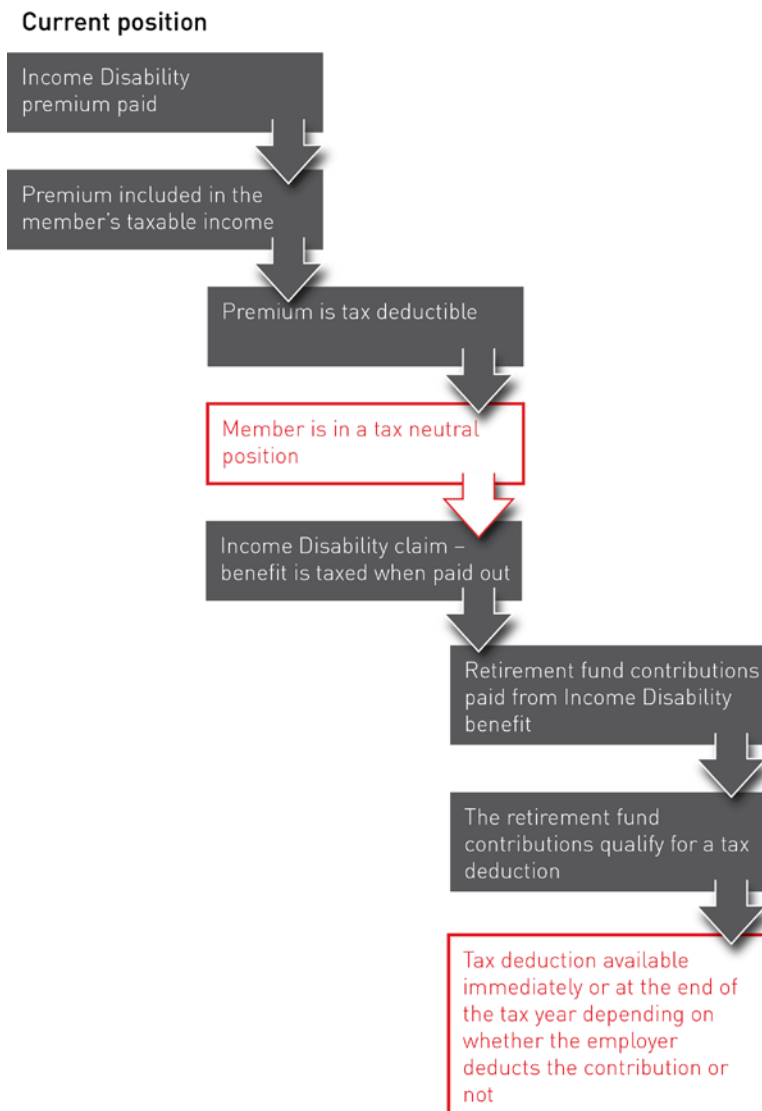 Current position
Income Disability
premium paid
Premium included in the
member's taxable income
Premium is tax deductible
Member is in a tax neutral
position
Income Disability claim –
benefit is taxed when paid out
Retirement fund contributions
paid from Income Disability
benefit
The retirement fund
contributions qualify for a tax
deduction
Tax deduction available
immediately or at the end of
the tax year depending on
whether the employer
deducts the contribution or
not